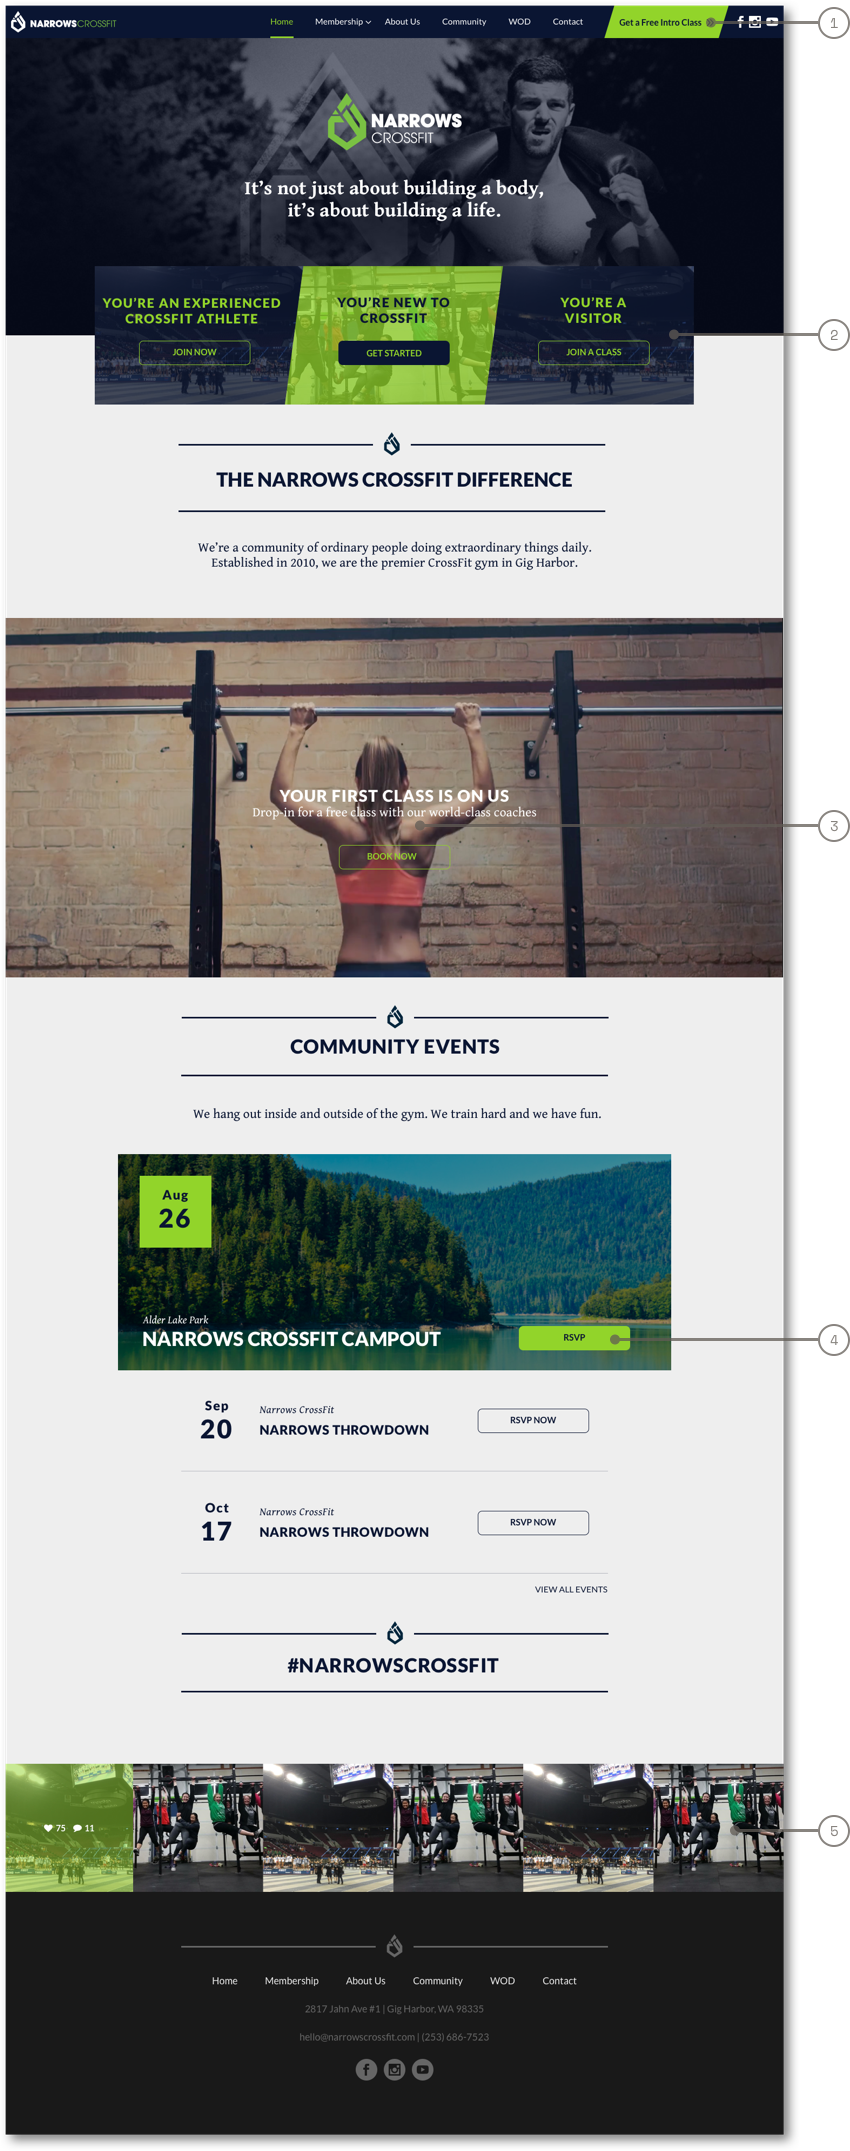 NARROWSCROSSFIT
Home Membership About Us Community WOD Contact
Get a Free Intro Class
1
NARROWS
CROSSFIT
It's not just about building a body,
it's about building a life.
YOU'RE AN EXPERIENCED
CROSSFIT ATHLETE
JOIN NOW
YOU'RE NEW TO
CROSSFIT
GET STARTED
YOU'RE A
VISITOR
JOIN A CLASS
2
THE NARROWS CROSSFIT DIFFERENCE
We're a community of ordinary people doing extraordinary things daily.
Established in 2010, we are the premier CrossFit gym in Gig Harbor.
YOUR FIRST CLASS IS ON US
Drop-in for a free class with our world-class coaches
3
BOOK NOW
COMMUNITY EVENTS
We hang out inside and outside of the gym. We train hard and we have fun.
Aug
26
Alder Lake Park
NARROWS CROSSFIT CAMPOUT
RSVP
4
Sep
20
Narrows CrossFit
NARROWS THROWDOWN
RSVP NOW
Oct
17
Narrows CrossFit
NARROWS THROWDOWN
RSVP NOW
VIEW ALL EVENTS
#NARROWSCROSSFIT
75 11
5
Home Membership About Us Community WOD Contact
2817 Jahn Ave #1 | Gig Harbor, WA 98335
hello@narrowscrossfit.com | (253) 686-7523